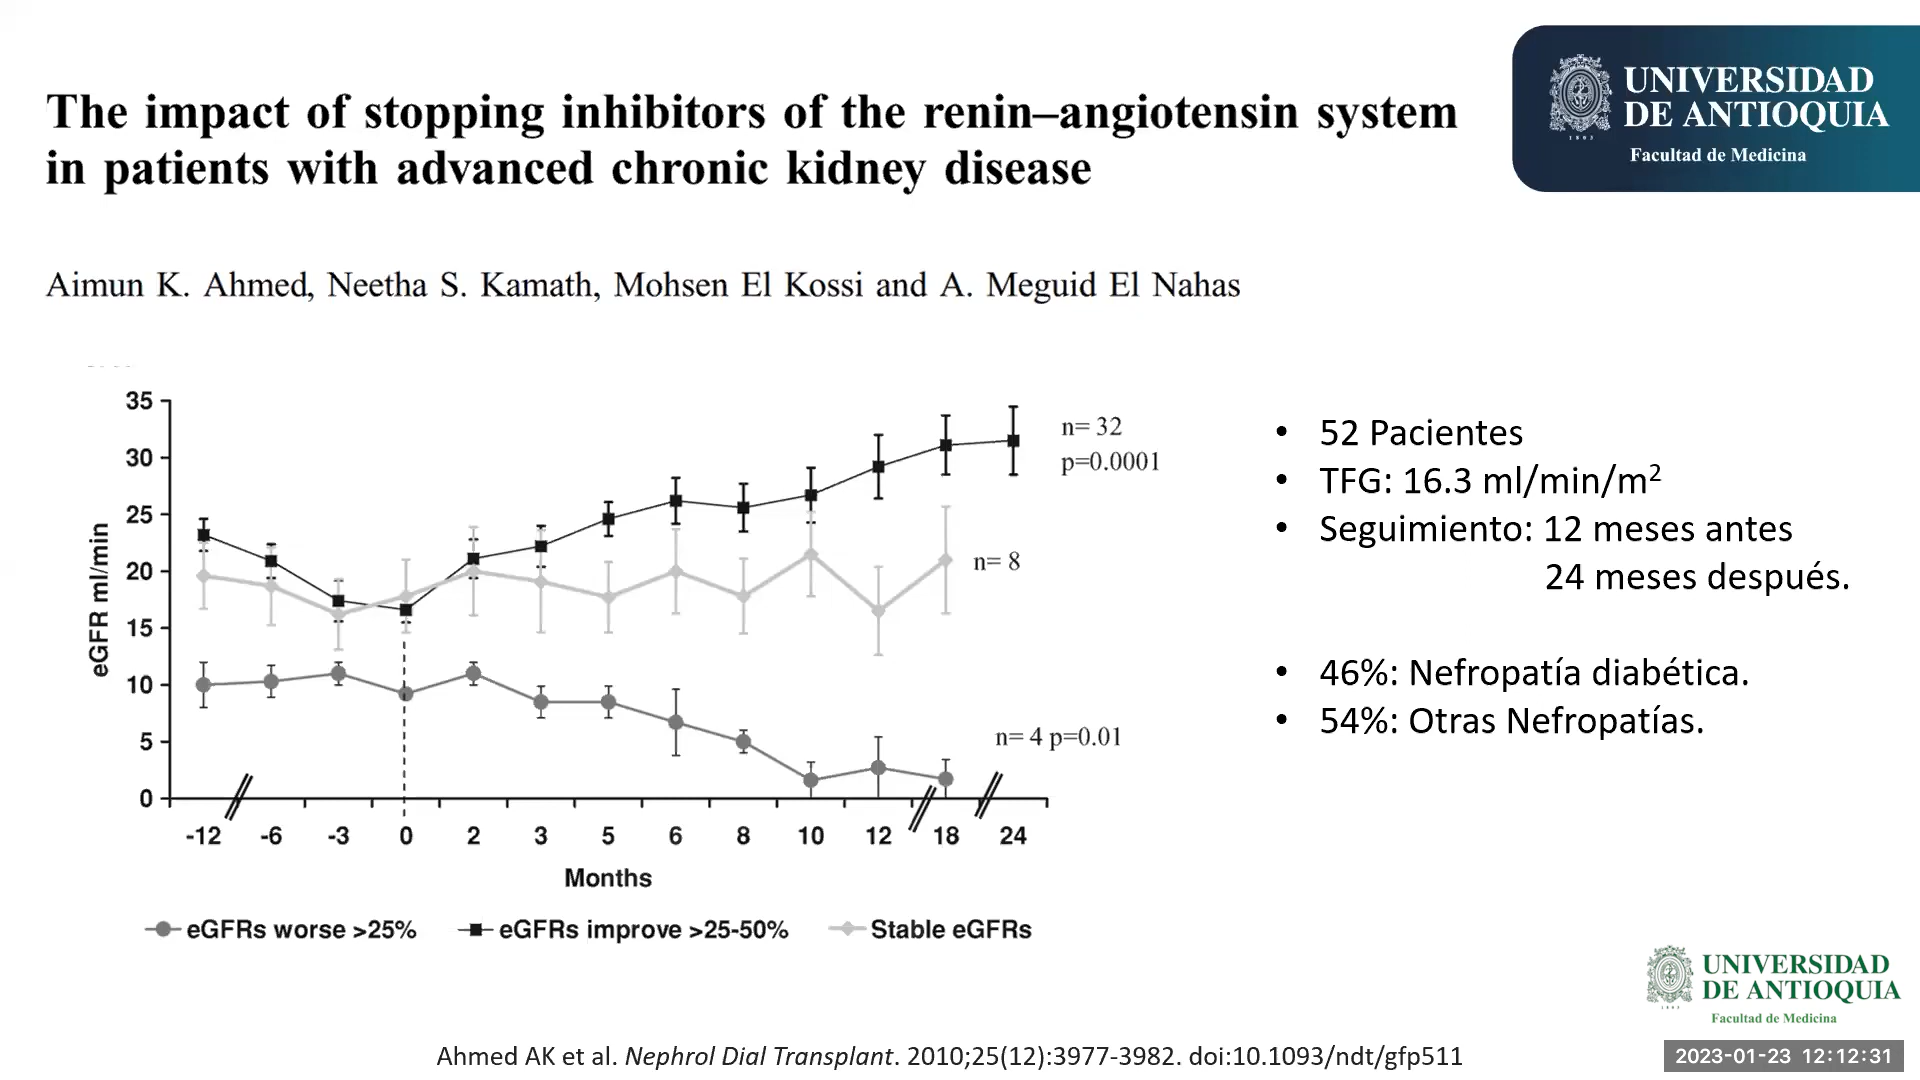 UNIVERSIDAD
DE ANTIOQUIA
1803
Facultad de Medicina
The impact of stopping inhibitors of the renin–angiotensin system
in patients with advanced chronic kidney disease
Aimun K. Ahmed, Neetha S. Kamath, Mohsen El Kossi and A. Meguid El Nahas
35
30
25
20
15
10
5
0
eGFR ml/min
n= 32
p=0.0001
n= 8
n= 4 p=0.01
-12 -6 -3 0 2 3 5 6 8 10 12 18 24
Months
eGFRs worse >25% eGFRs improve >25-50% Stable eGFRs
• 52 Pacientes
• TFG: 16.3 ml/min/m²
• Seguimiento: 12 meses antes
24 meses después.
• 46%: Nefropatía diabética.
• 54%: Otras Nefropatías.
UNIVERSIDAD
DE ANTIOQUIA
Facultad de Medicina
Ahmed AK et al. Nephrol Dial Transplant. 2010;25(12):3977-3982. doi:10.1093/ndt/gfp511
2023-01-23 12:12:31